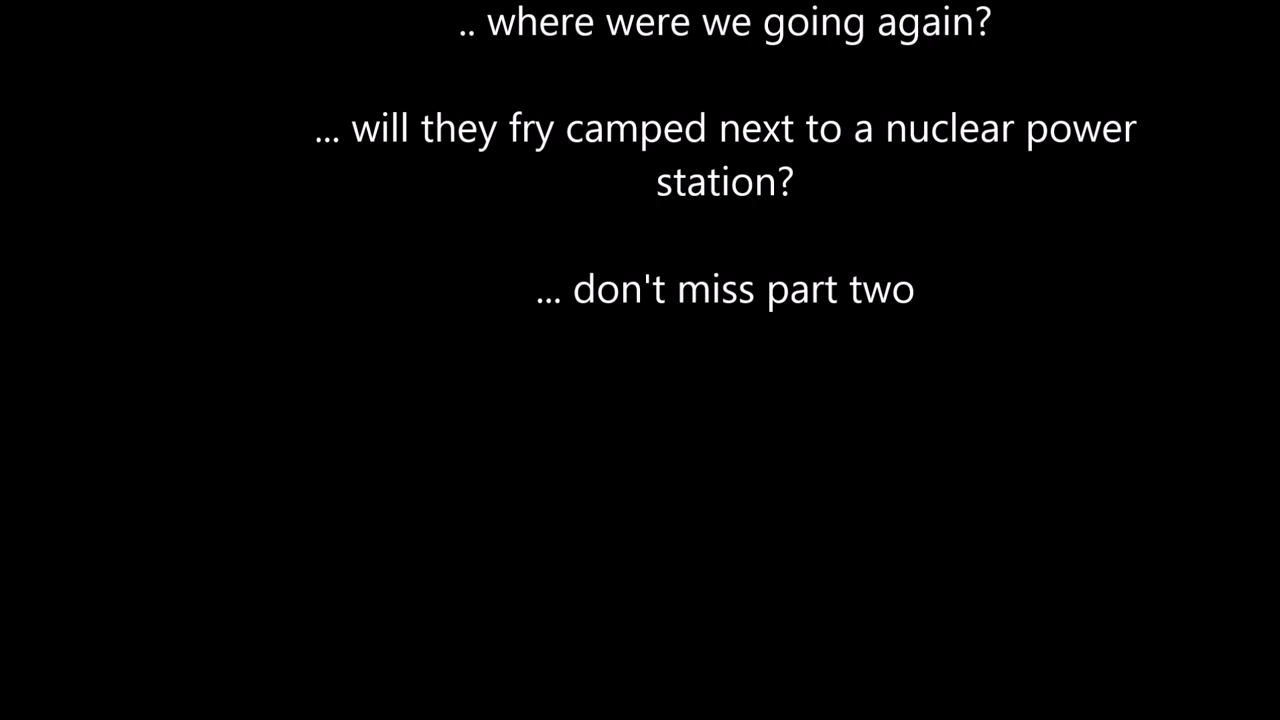 .. where were we going again?
... will they fry camped next to a nuclear power
station?
... don't miss part two